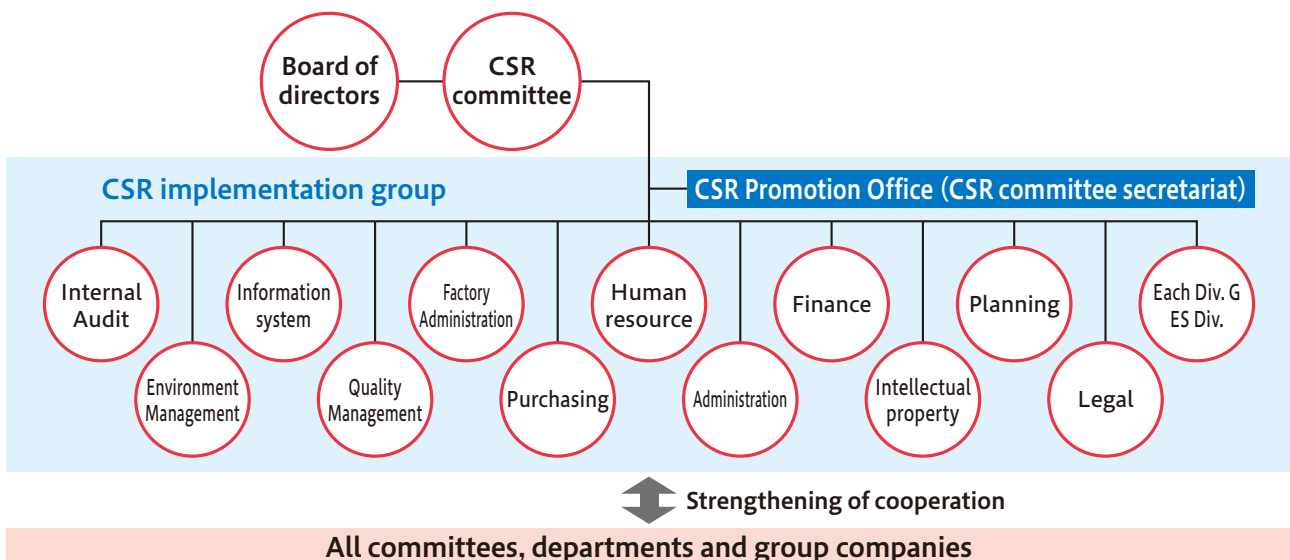 Board of
directors
CSR
committee
CSR implementation group
CSR Promotion Office (CSR committee secretariat)
Internal
Audit
Information
system
Factory
Administration
Human
resource
Finance
Planning
Each Div. G
ES Div.
Environment
Management
Quality
Management
Purchasing
Administration
Intellectual
property
Legal
Strengthening of cooperation
All committees, departments and group companies